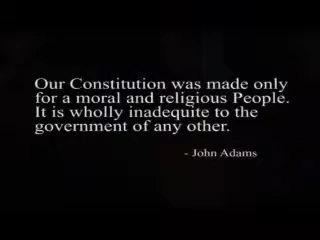 Our Constitution was made only
for a moral and religious People.
It is wholly inadequite to the
government of any other.
- John Adams